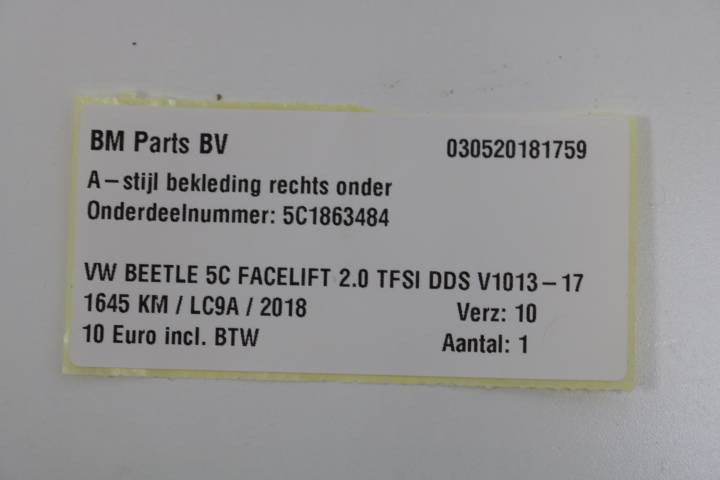 BM Parts BV 030520181759
A-stijl bekleding rechts onder
Onderdeelnummer: 5C1863484
VW BEETLE 5C FACELIFT 2.0 TFSI DDS V1013-17
1645 KM / LC9A / 2018 Verz: 10
10 Euro incl. BTW Aantal: 1